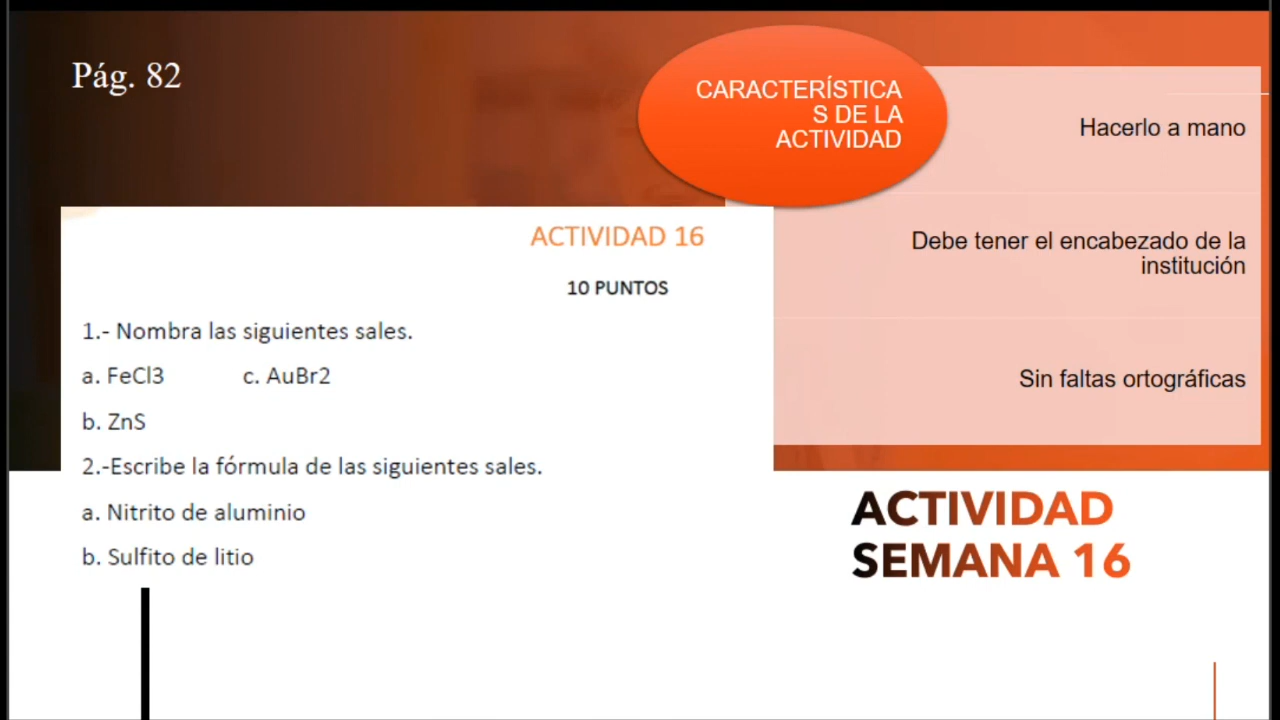 Pág. 82
CARACTERÍSTICA
S DE LA
ACTIVIDAD
Hacerlo a mano
Debe tener el encabezado de la
institución
Sin faltas ortográficas
ACTIVIDAD 16
10 PUNTOS
1.- Nombra las siguientes sales.
a. FeCl3 c. AuBr2
b. ZnS
2.-Escribe la fórmula de las siguientes sales.
a. Nitrito de aluminio
b. Sulfito de litio
ACTIVIDAD
SEMANA 16